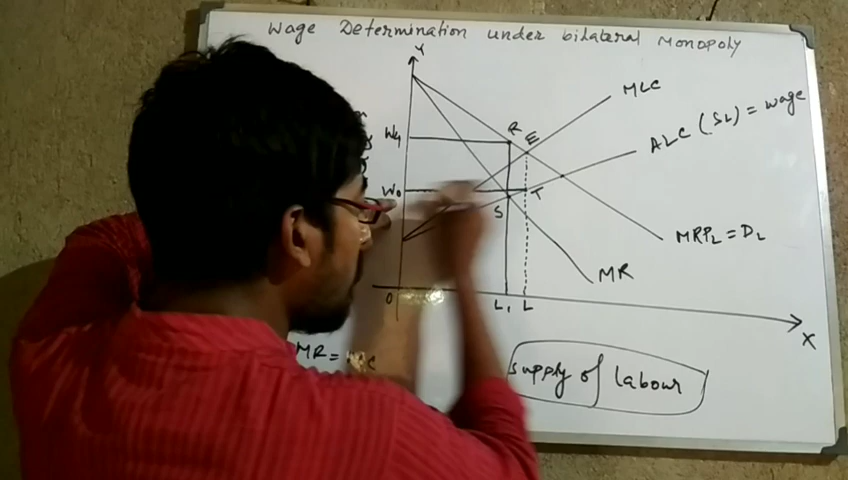 Wage Determination under bilateral Monopoly
Y
MLC
ALC (SL) = wage
R
E
W1
W0
T
S
MRPL = DL
MR
O
L1 L
X
MR =
supply of labour